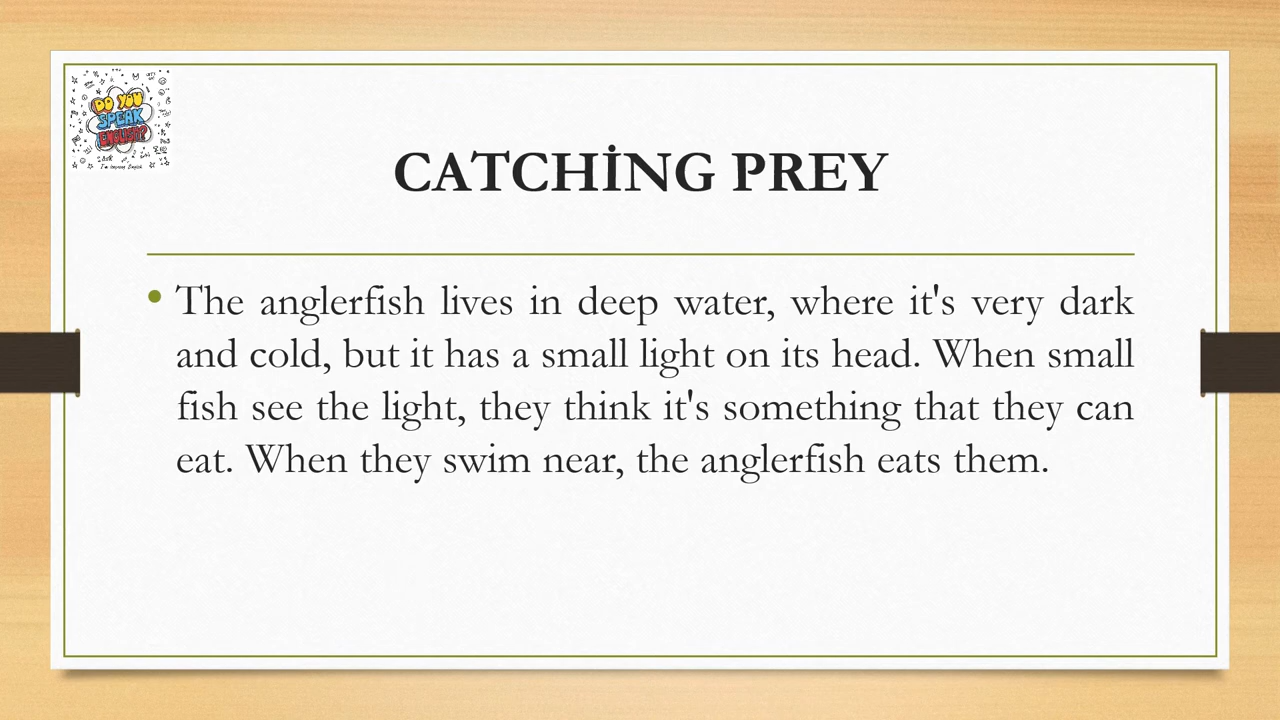 DO YOU
SPEAK
ENGLISH?
CATCHİNG PREY
• The anglerfish lives in deep water, where it's very dark
and cold, but it has a small light on its head. When small
fish see the light, they think it's something that they can
eat. When they swim near, the anglerfish eats them.